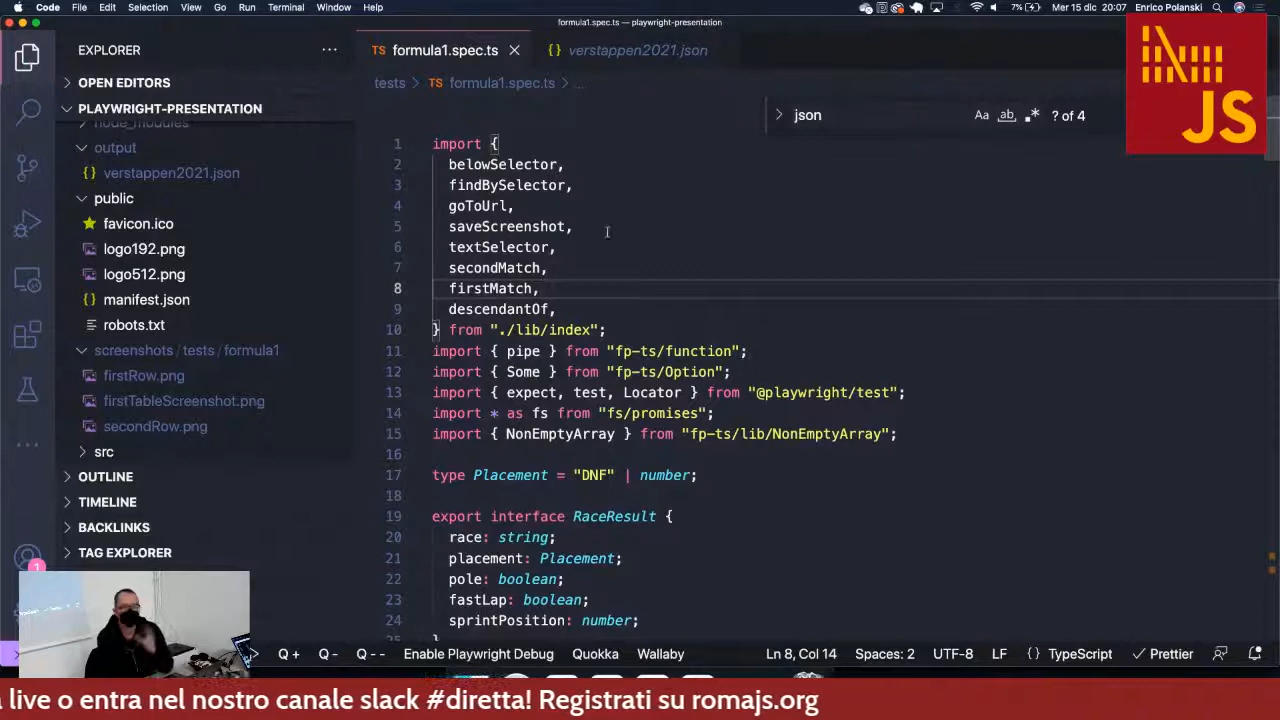 Code File Edit Selection View Go Run Terminal Window Help 7% Mer 15 dic 20:07 Enrico Polanski
formula1.spec.ts — playwright-presentation
EXPLORER
TS formula1.spec.ts
{} verstappen2021.json
JS
OPEN EDITORS
tests > TS formula1.spec.ts > ...
PLAYWRIGHT-PRESENTATION
json Aa ab ? of 4
node_modules
output
{} verstappen2021.json
public
favicon.ico
logo192.png
logo512.png
{} manifest.json
robots.txt
screenshots / tests / formula1
firstRow.png
firstTableScreenshot.png
secondRow.png
src
OUTLINE
TIMELINE
BACKLINKS
TAG EXPLORER
1
1 import {
2 belowSelector,
3 findBySelector,
4 goToUrl,
5 saveScreenshot,
6 textSelector,
7 secondMatch,
8 firstMatch,
9 descendantOf,
10 } from "./lib/index";
11 import { pipe } from "fp-ts/function";
12 import { Some } from "fp-ts/Option";
13 import { expect, test, Locator } from "@playwright/test";
14 import * as fs from "fs/promises";
15 import { NonEmptyArray } from "fp-ts/lib/NonEmptyArray";
16
17 type Placement = "DNF" | number;
18
19 export interface RaceResult {
20 race: string;
21 placement: Placement;
22 pole: boolean;
23 fastLap: boolean;
24 sprintPosition: number;
25 }
Q + Q - Q - - Enable Playwright Debug Quokka Wallaby Ln 8, Col 14 Spaces: 2 UTF-8 LF {} TypeScript Prettier
live o entra nel nostro canale slack #diretta! Registrati su romajs.org